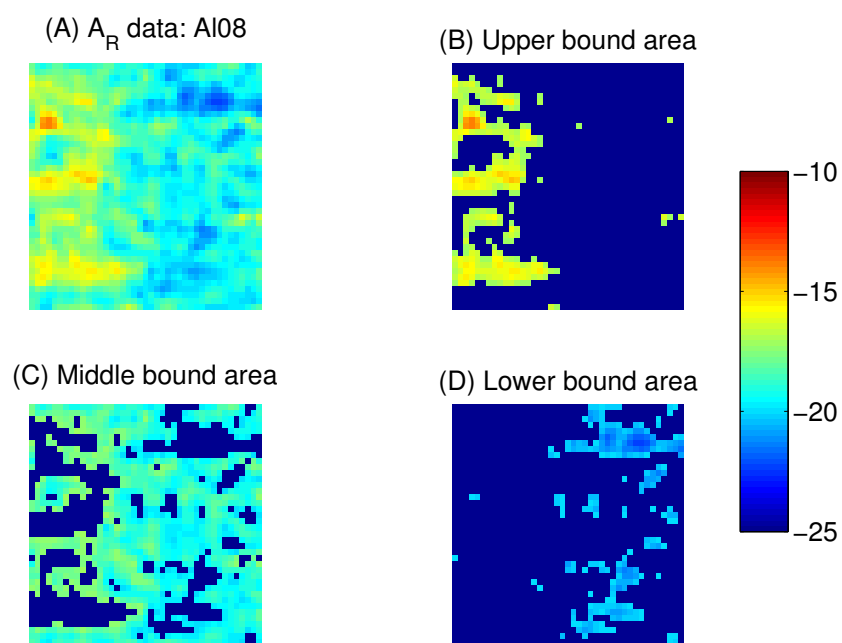 (A) A_R data: Al08
(B) Upper bound area
(C) Middle bound area
(D) Lower bound area
−10
−15
−20
−25